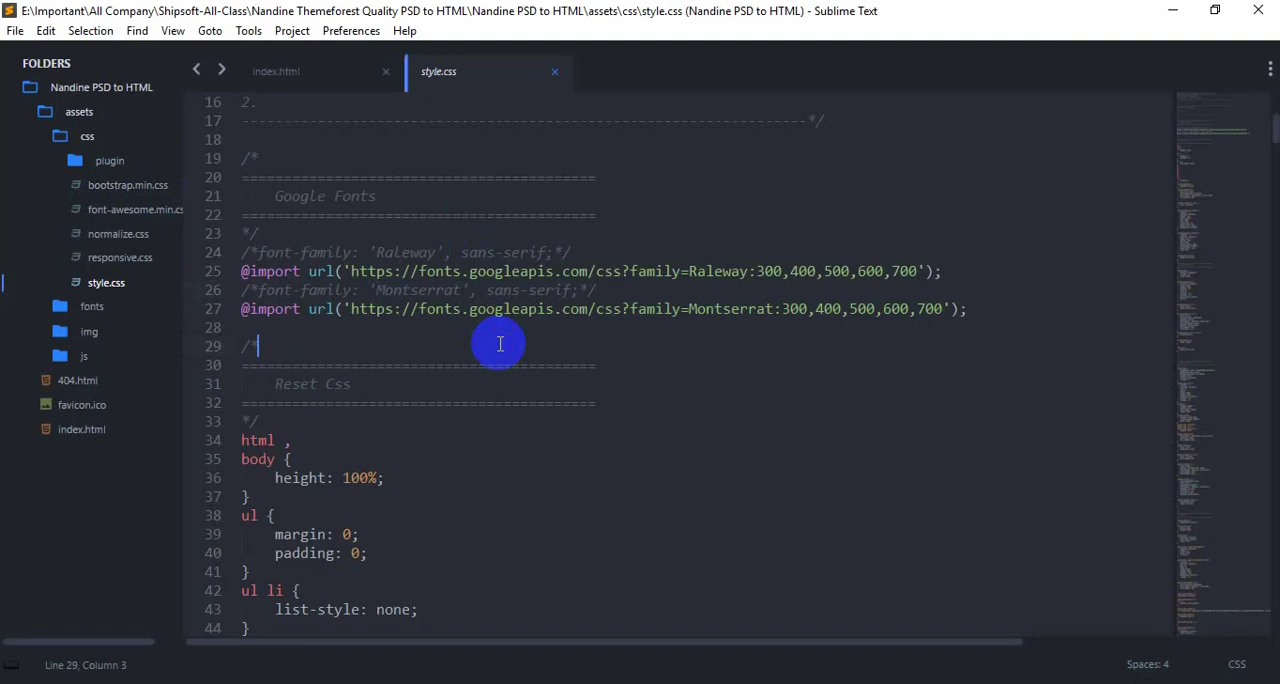 E:\Important\All Company\Shipsoft-All-Class\Nandine Themeforest Quality PSD to HTML\Nandine PSD to HTML\assets\css\style.css (Nandine PSD to HTML) - Sublime Text
File Edit Selection Find View Goto Tools Project Preferences Help
FOLDERS
Nandine PSD to HTML
assets
css
plugin
bootstrap.min.css
font-awesome.min.cs
normalize.css
responsive.css
style.css
fonts
img
js
404.html
favicon.ico
index.html
index.html × style.css ×
16 2.
17 -------------------------------------------------------------------*/
18
19 /*
20 ==========================================
21     Google Fonts
22 ==========================================
23 */
24 /*font-family: 'Raleway', sans-serif;*/
25 @import url('https://fonts.googleapis.com/css?family=Raleway:300,400,500,600,700');
26 /*font-family: 'Montserrat', sans-serif;*/
27 @import url('https://fonts.googleapis.com/css?family=Montserrat:300,400,500,600,700');
28
29 /*
30 ==========================================
31     Reset Css
32 ==========================================
33 */
34 html ,
35 body {
36     height: 100%;
37 }
38 ul {
39     margin: 0;
40     padding: 0;
41 }
42 ul li {
43     list-style: none;
44 }
Line 29, Column 3 Spaces: 4 CSS